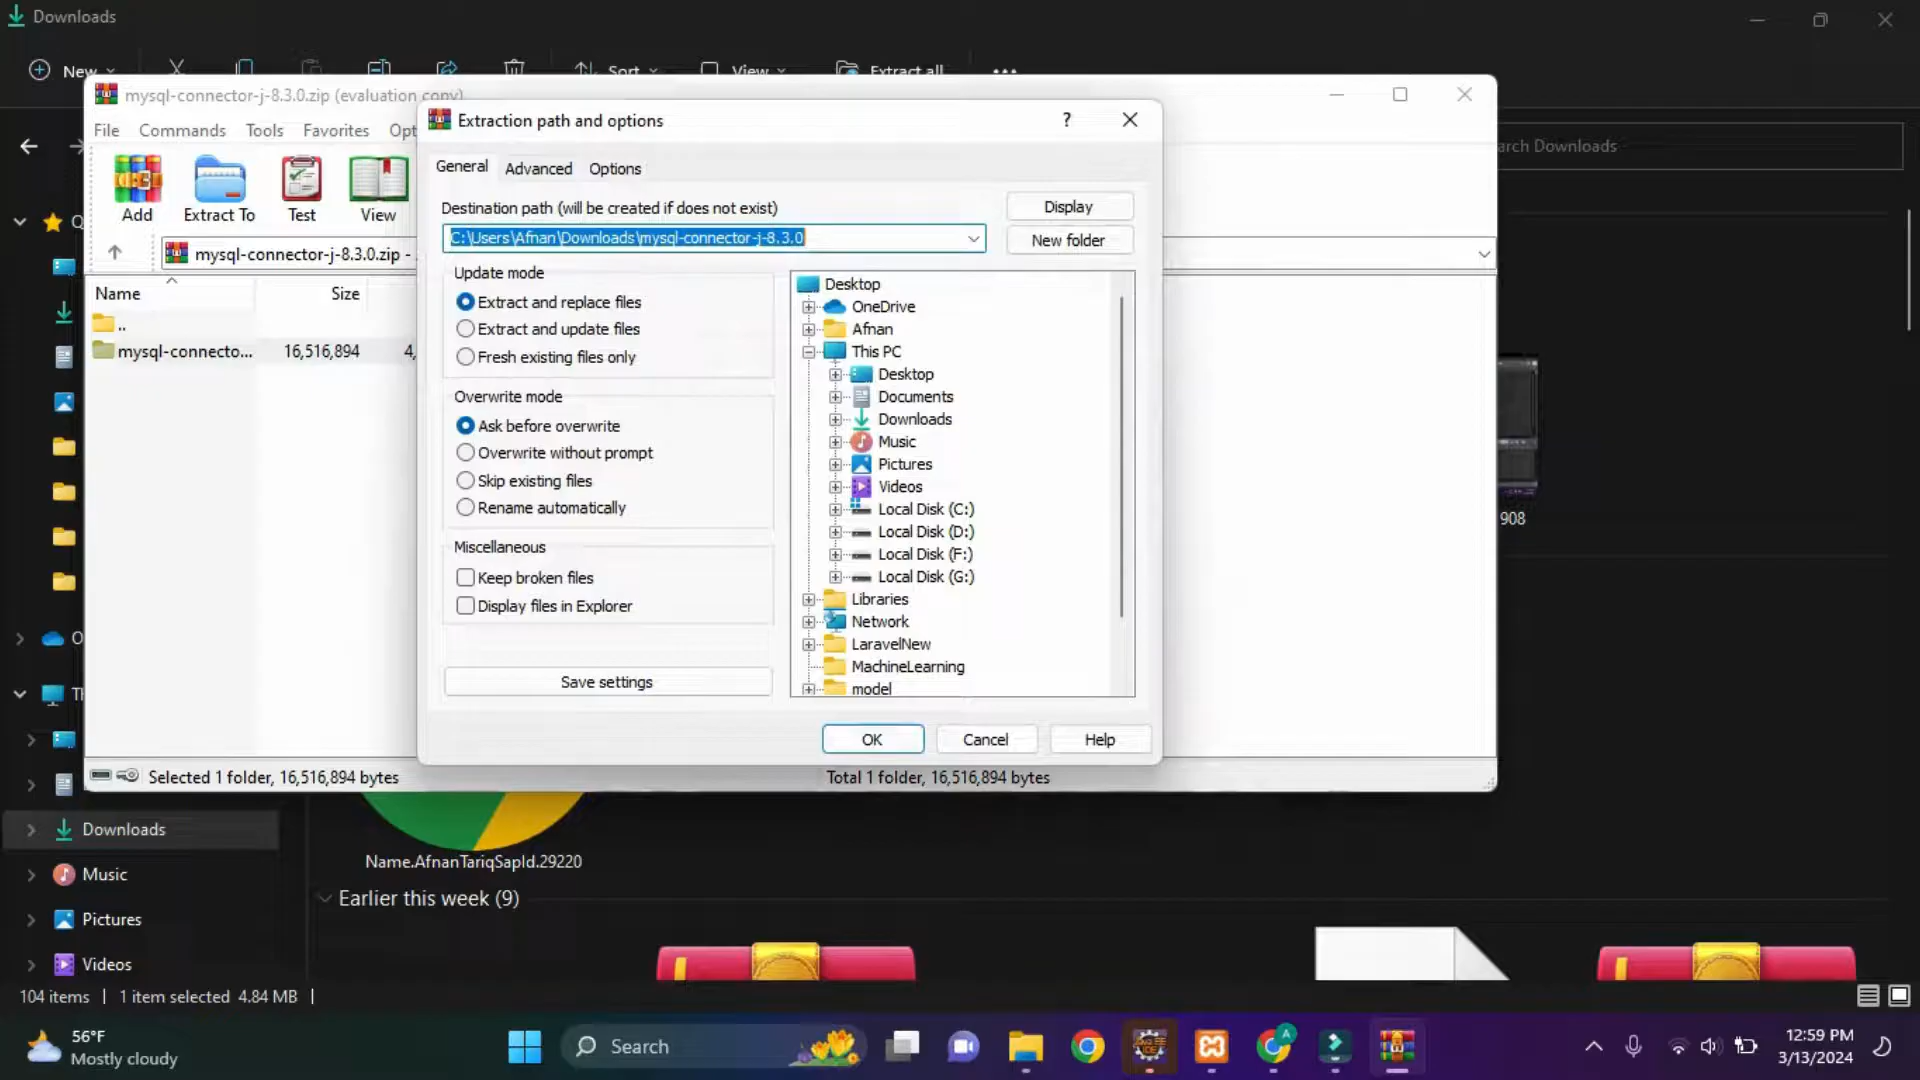 Downloads
New
Sort
View
Extract all
mysql-connector-j-8.3.0.zip (evaluation copy)
File Commands Tools Favorites Opt
Add
Extract To
Test
View
mysql-connector-j-8.3.0.zip -
Name
Size
..
mysql-connecto...
16,516,894
4,
Selected 1 folder, 16,516,894 bytes
Total 1 folder, 16,516,894 bytes
Extraction path and options
?
General
Advanced
Options
Destination path (will be created if does not exist)
C:\Users\Afnan\Downloads\mysql-connector-j-8.3.0
Display
New folder
Update mode
Extract and replace files
Extract and update files
Fresh existing files only
Overwrite mode
Ask before overwrite
Overwrite without prompt
Skip existing files
Rename automatically
Miscellaneous
Keep broken files
Display files in Explorer
Save settings
Desktop
OneDrive
Afnan
This PC
Desktop
Documents
Downloads
Music
Pictures
Videos
Local Disk (C:)
Local Disk (D:)
Local Disk (F:)
Local Disk (G:)
Libraries
Network
LaravelNew
MachineLearning
model
OK
Cancel
Help
arch Downloads
908
Q
O
Th
Downloads
Music
Pictures
Videos
Name.AfnanTariqSapId.29220
Earlier this week (9)
104 items
1 item selected 4.84 MB
56°F
Mostly cloudy
Search
A
12:59 PM
3/13/2024